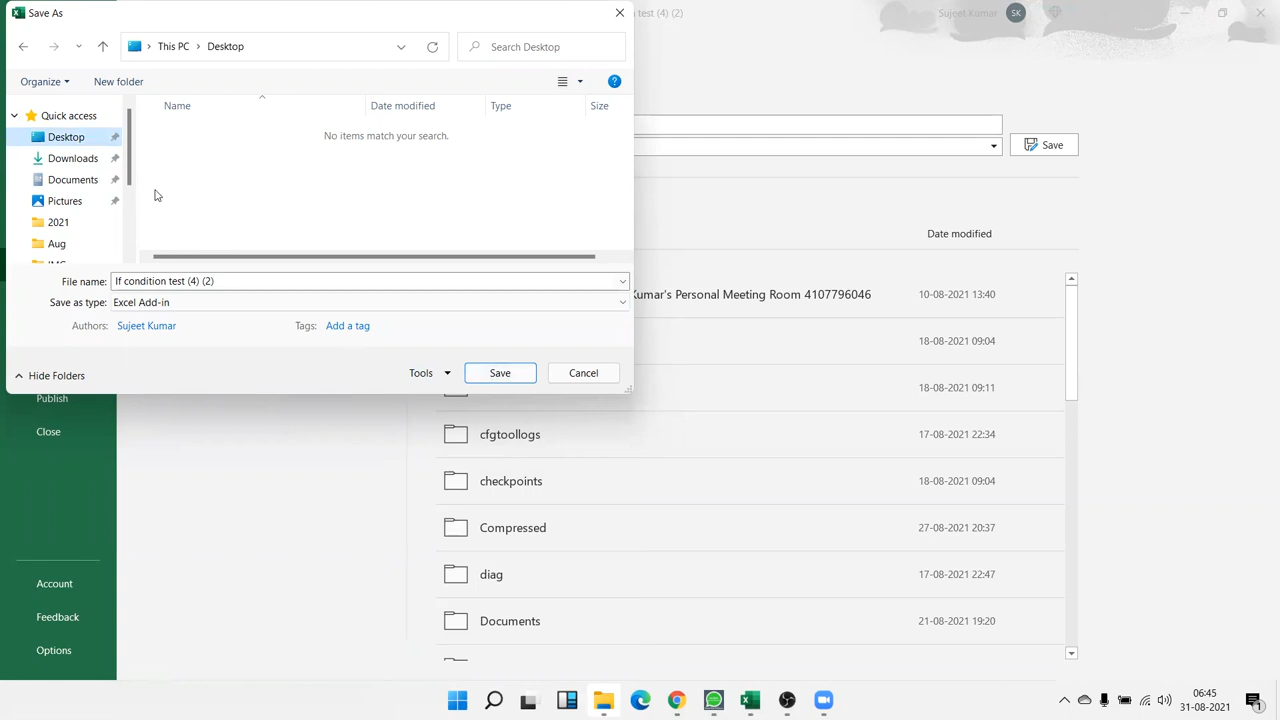 Save As
test (4) (2)
Sujeet Kumar SK
This PC Desktop
Search Desktop
Organize New folder
?
Quick access
Desktop
Downloads
Documents
Pictures
2021
Aug
Name Date modified Type Size
No items match your search.
File name: If condition test (4) (2)
Save as type: Excel Add-in
Authors: Sujeet Kumar Tags: Add a tag
Hide Folders
Tools Save Cancel
Save
Date modified
Kumar's Personal Meeting Room 4107796046 10-08-2021 13:40
18-08-2021 09:04
18-08-2021 09:11
cfgtoollogs 17-08-2021 22:34
checkpoints 18-08-2021 09:04
Compressed 27-08-2021 20:37
diag 17-08-2021 22:47
Documents 21-08-2021 19:20
Publish
Close
Account
Feedback
Options
06:45
31-08-2021
1